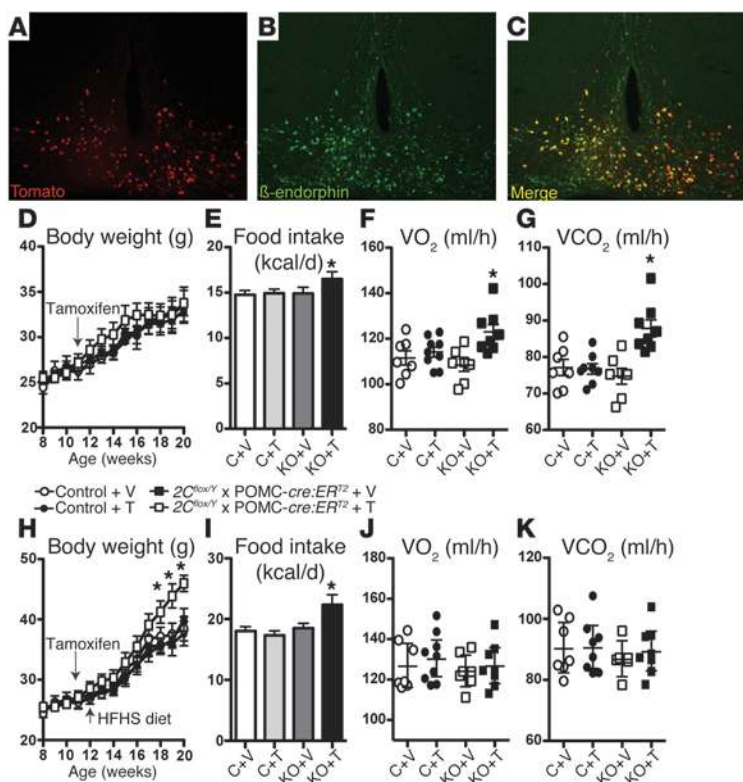 A
B
C
Tomato
ß-endorphin
Merge
D
Body weight (g)
35
30
25
20
Tamoxifen
8 10 12 14 16 18 20
Age (weeks)
E
Food intake
(kcal/d)
20
15
10
5
0
*
C+V C+T KO+V KO+T
F
VO2 (ml/h)
160
140
120
100
80
*
C+V C+T KO+V KO+T
G
VCO2 (ml/h)
110
100
90
80
70
60
*
C+V C+T KO+V KO+T
Control + V
2Cflox/Y x POMC-cre:ERT2 + V
Control + T
2Cflox/Y x POMC-cre:ERT2 + T
H
Body weight (g)
50
40
30
20
* * *
Tamoxifen
HFHS diet
8 10 12 14 16 18 20
Age (weeks)
I
Food intake
(kcal/d)
30
20
10
0
*
C+V C+T KO+V KO+T
J
VO2 (ml/h)
180
160
140
120
100
C+V C+T KO+V KO+T
K
VCO2 (ml/h)
120
100
80
60
C+V C+T KO+V KO+T